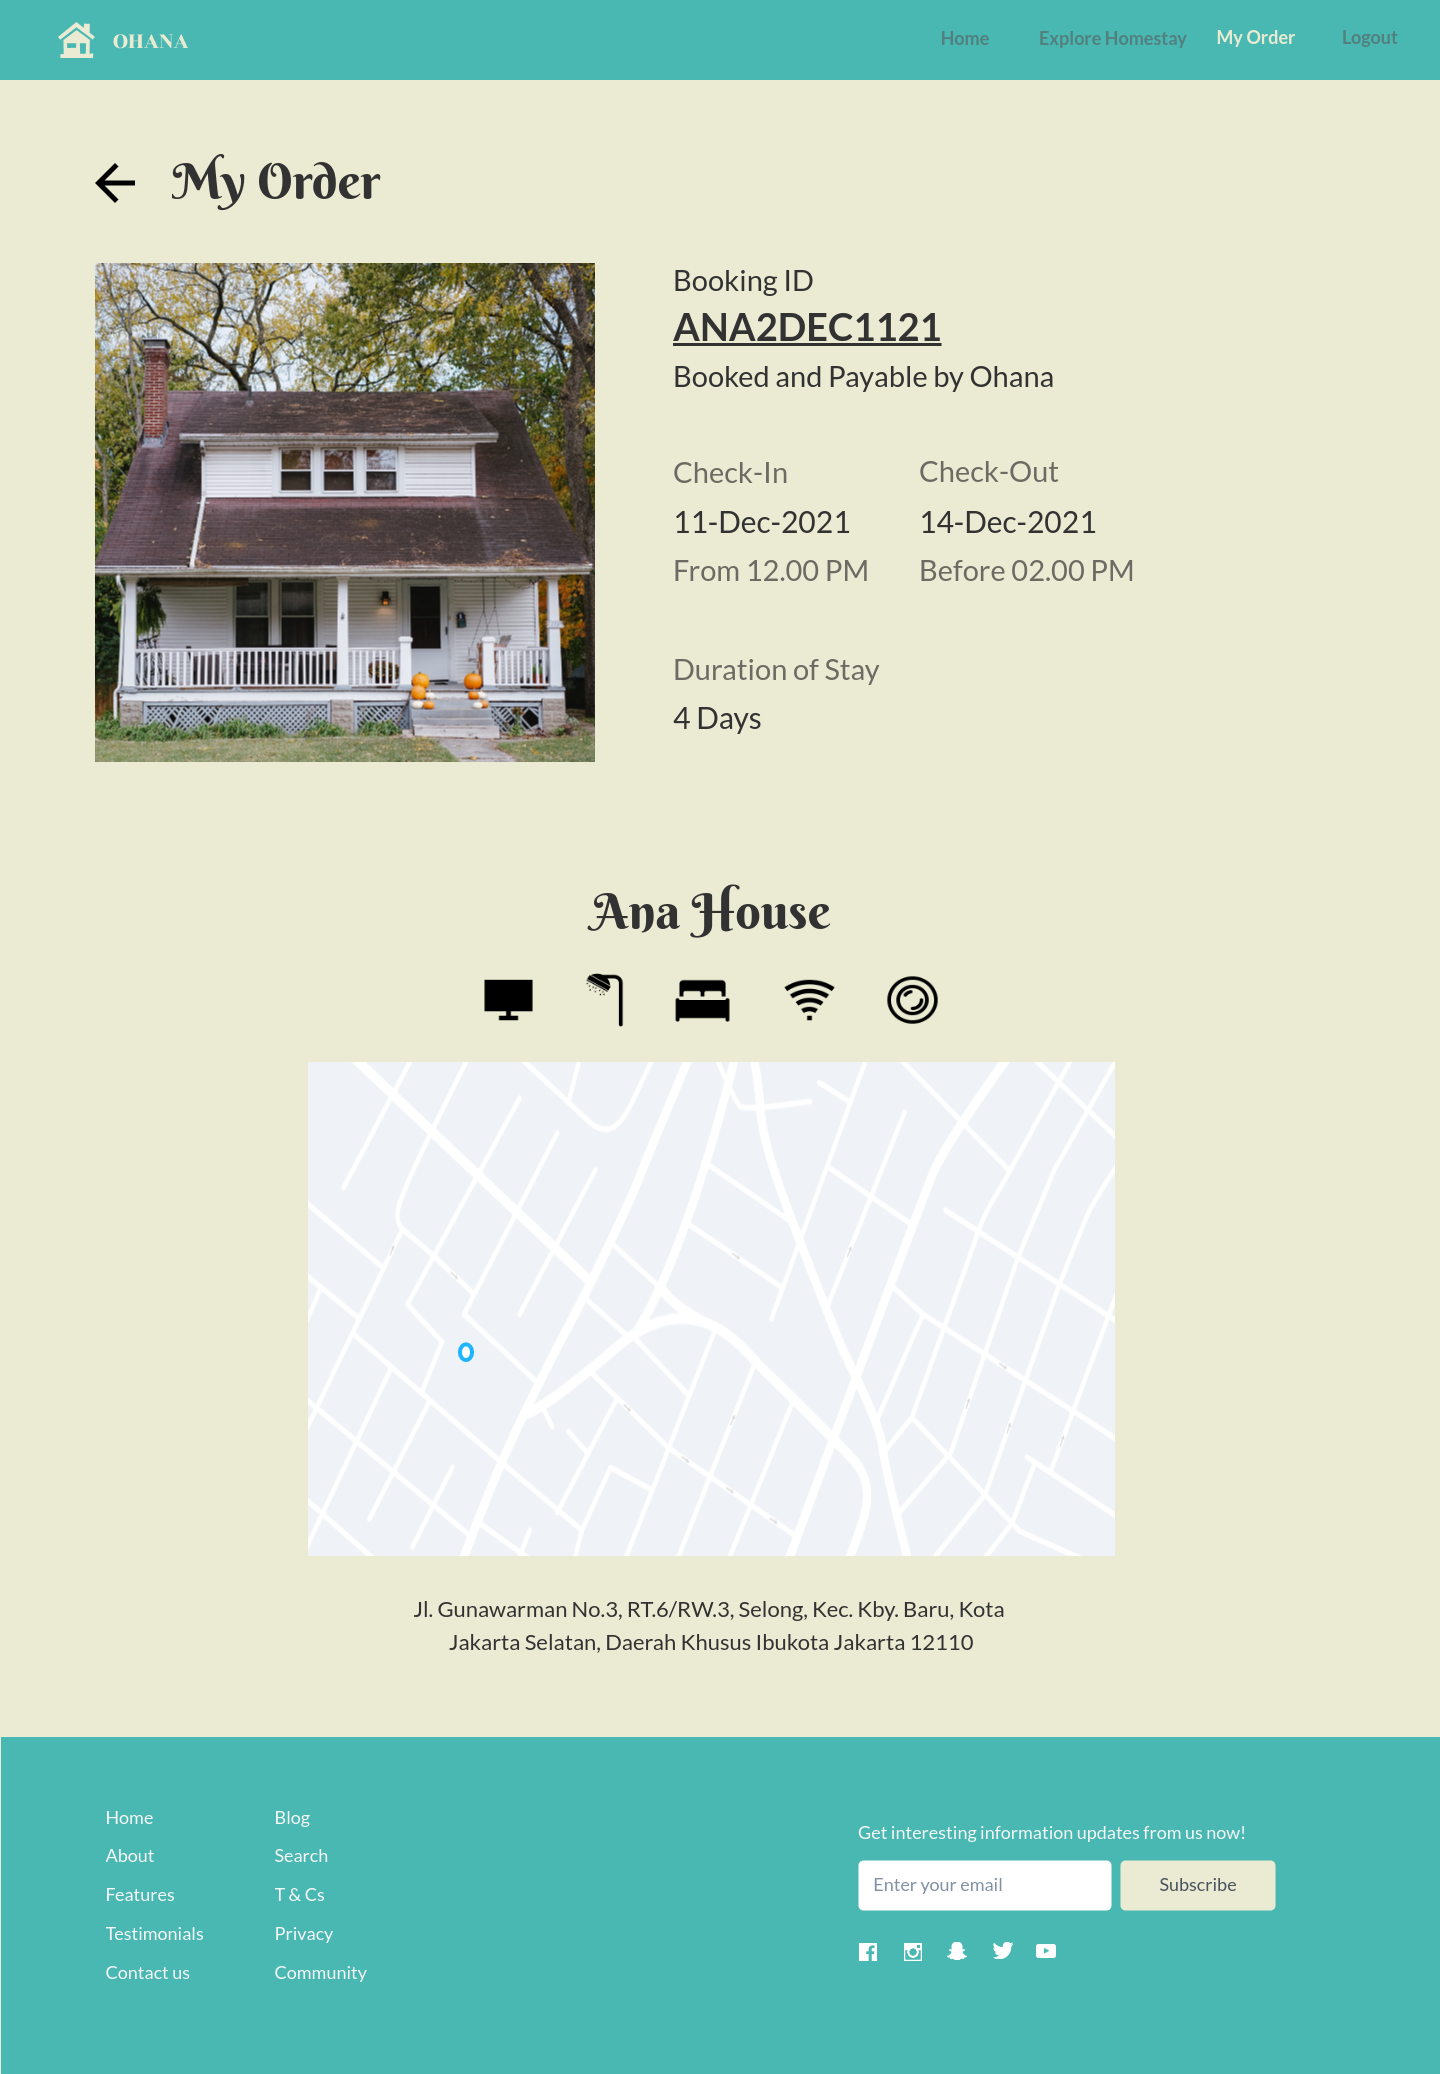 OHANA
Home
Explore Homestay
My Order
Logout
My Order
Booking ID
ANA2DEC1121
Booked and Payable by Ohana
Check-In
Check-Out
11-Dec-2021
14-Dec-2021
From 12.00 PM
Before 02.00 PM
Duration of Stay
4 Days
Ana House
Jl. Gunawarman No.3, RT.6/RW.3, Selong, Kec. Kby. Baru, Kota
Jakarta Selatan, Daerah Khusus Ibukota Jakarta 12110
Home
Blog
About
Search
Features
T & Cs
Testimonials
Privacy
Contact us
Community
Get interesting information updates from us now!
Enter your email
Subscribe